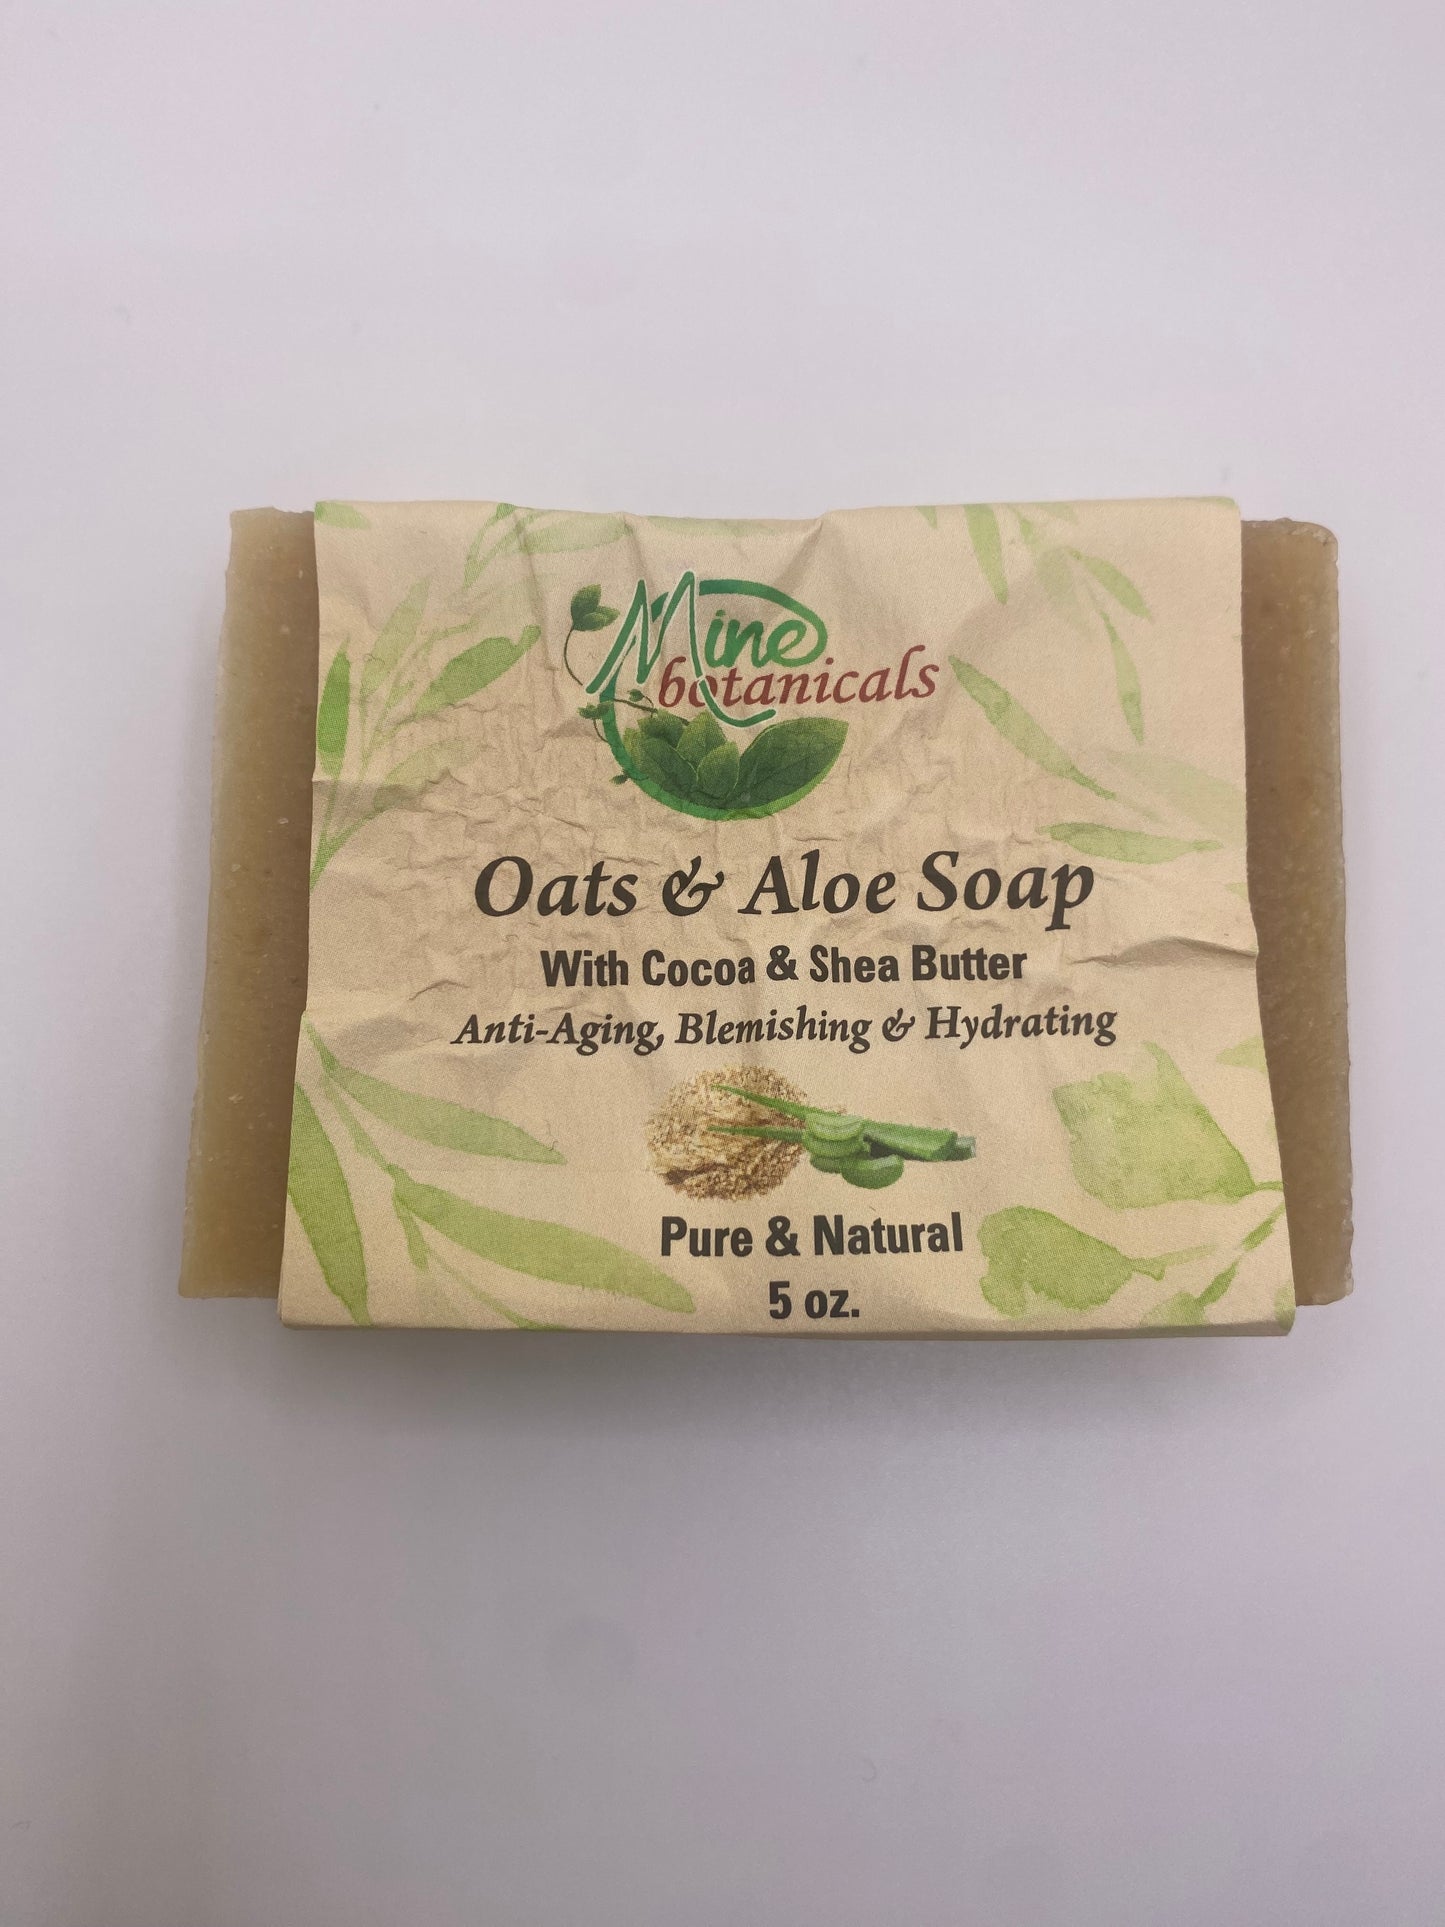 Mine
botanicals
Oats & Aloe Soap
With Cocoa & Shea Butter
Anti-Aging, Blemishing & Hydrating
Pure & Natural
5 oz.